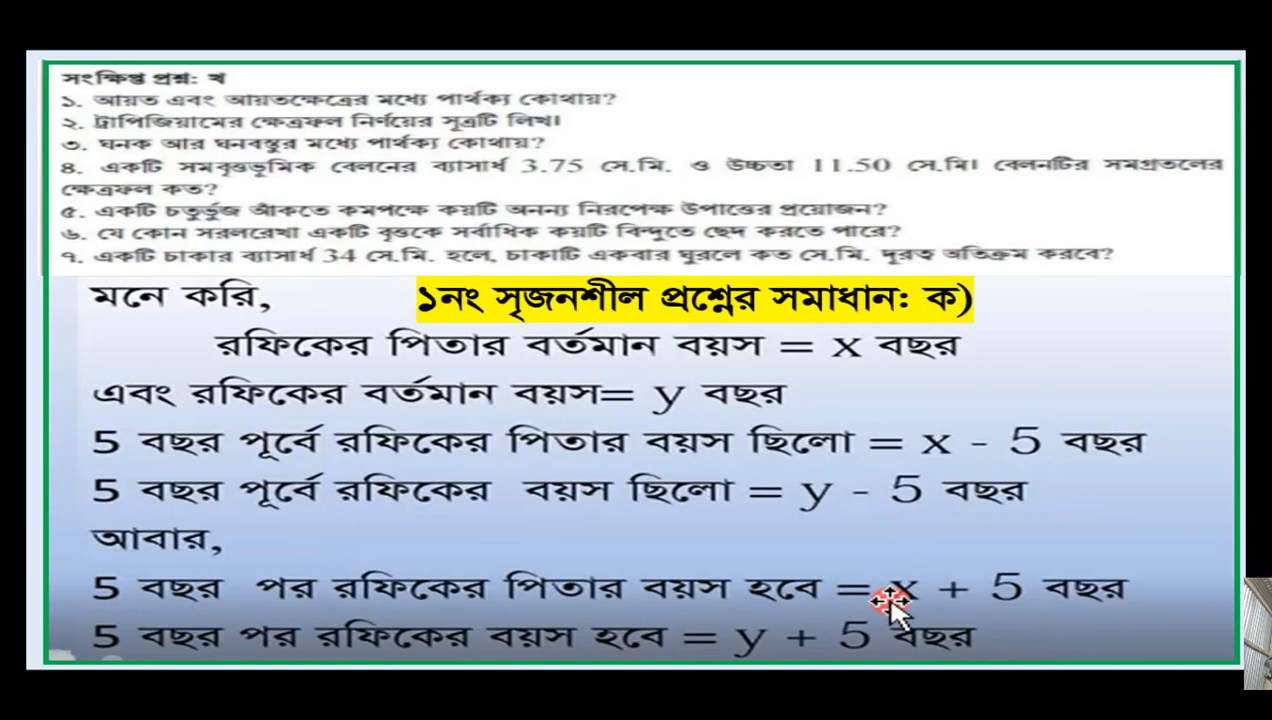 সংক্ষিপ্ত প্রশ্ন: খ
১. আয়ত এবং আয়তক্ষেত্রের মধ্যে পার্থক্য কোথায়?
২. ট্রাপিজিয়ামের ক্ষেত্রফল নির্ণয়ের সূত্রটি লিখ।
৩. ঘনক আর ঘনবস্তুর মধ্যে পার্থক্য কোথায়?
৪. একটি সমবৃত্তভূমিক বেলনের ব্যাসার্ধ 3.75 সে.মি. ও উচ্চতা 11.50 সে.মি। বেলনটির সমগ্রতলের
ক্ষেত্রফল কত?
৫. একটি চতুর্ভুজ আঁকতে কমপক্ষে কয়টি অনন্য নিরপেক্ষ উপাত্তের প্রয়োজন?
৬. যে কোন সরলরেখা একটি বৃত্তকে সর্বাধিক কয়টি বিন্দুতে ছেদ করতে পারে?
৭. একটি চাকার ব্যাসার্ধ 34 সে.মি. হলে, চাকাটি একবার ঘুরলে কত সে.মি. দূরত্ব অতিক্রম করবে?
মনে করি, ১নং সৃজনশীল প্রশ্নের সমাধান: ক)
রফিকের পিতার বর্তমান বয়স = x বছর
এবং রফিকের বর্তমান বয়স= y বছর
5 বছর পূর্বে রফিকের পিতার বয়স ছিলো = x - 5 বছর
5 বছর পূর্বে রফিকের বয়স ছিলো = y - 5 বছর
আবার,
5 বছর পর রফিকের পিতার বয়স হবে = x + 5 বছর
5 বছর পর রফিকের বয়স হবে = y + 5 বছর